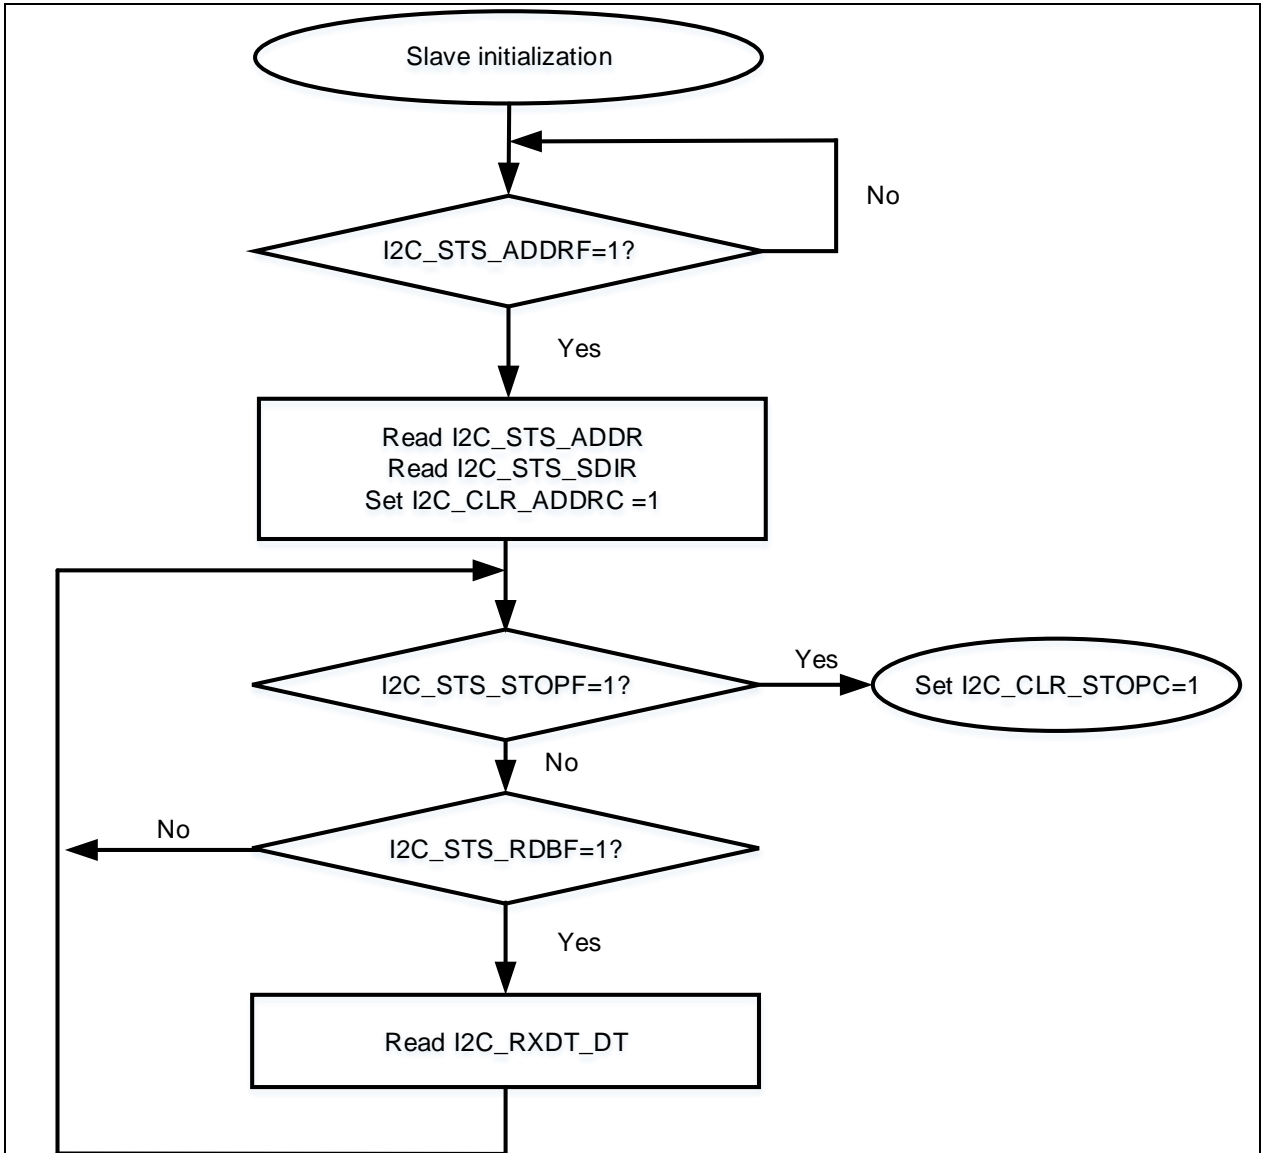 Slave initialization
No
I2C_STS_ADDRF=1?
Yes
Read I2C_STS_ADDR
Read I2C_STS_SDIR
Set I2C_CLR_ADDRC =1
I2C_STS_STOPF=1?
Yes
Set I2C_CLR_STOPC=1
No
I2C_STS_RDBF=1?
No
Yes
Read I2C_RXDT_DT